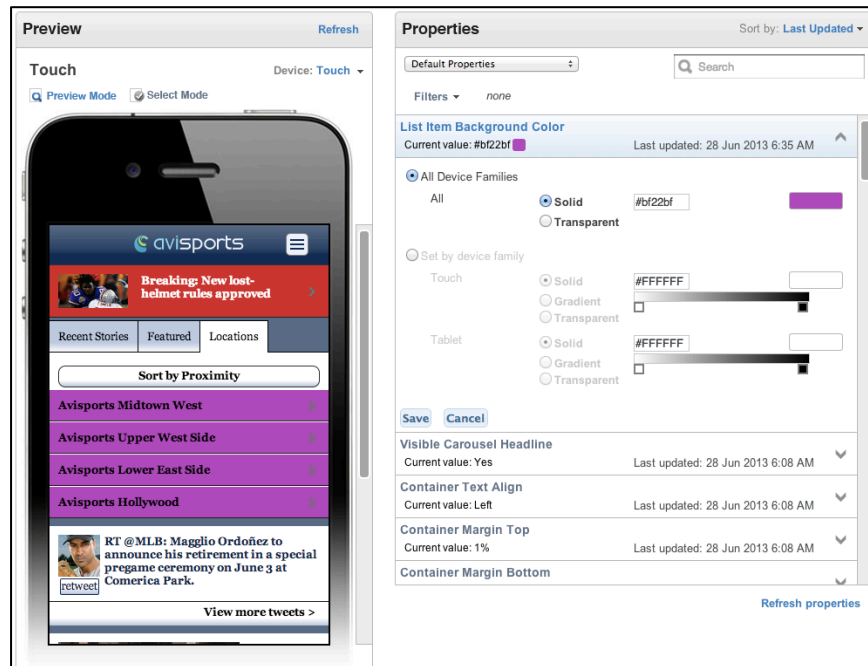 Preview
Refresh
Touch
Device: Touch
Preview Mode
Select Mode
avisports
Breaking: New lost-
helmet rules approved
Recent Stories
Featured
Locations
Sort by Proximity
Avisports Midtown West
Avisports Upper West Side
Avisports Lower East Side
Avisports Hollywood
RT @MLB: Magglio Ordoñez to
announce his retirement in a special
pregame ceremony on June 3 at
Comerica Park.
retweet
View more tweets >
Properties
Sort by: Last Updated
Default Properties
Search
Filters
none
List Item Background Color
Current value: #bf22bf
Last updated: 28 Jun 2013 6:35 AM
All Device Families
All
Solid
#bf22bf
Transparent
Set by device family
Touch
Solid
#FFFFFF
Gradient
Transparent
Tablet
Solid
#FFFFFF
Gradient
Transparent
Save
Cancel
Visible Carousel Headline
Current value: Yes
Last updated: 28 Jun 2013 6:08 AM
Container Text Align
Current value: Left
Last updated: 28 Jun 2013 6:08 AM
Container Margin Top
Current value: 1%
Last updated: 28 Jun 2013 6:08 AM
Container Margin Bottom
Refresh properties